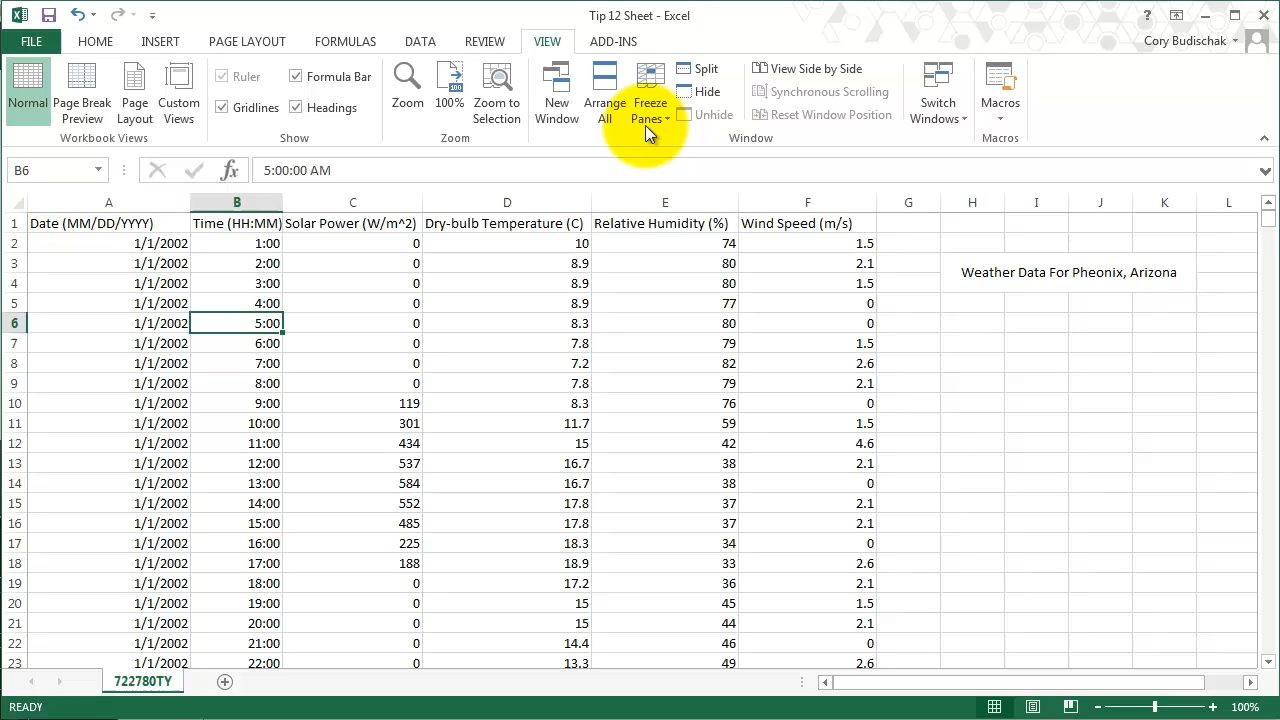 Tip 12 Sheet - Excel
FILE HOME INSERT PAGE LAYOUT FORMULAS DATA REVIEW VIEW ADD-INS Cory Budischak
Normal Page Break Preview Page Layout Custom Views
Workbook Views
Ruler Formula Bar
Gridlines Headings
Show
Zoom 100% Zoom to Selection
Zoom
New Window Arrange All Freeze Panes
Split
Hide
Unhide
View Side by Side
Synchronous Scrolling
Reset Window Position
Switch Windows
Window
Macros
Macros
B6 fx 5:00:00 AM
A B C D E F G H I J K L
1 Date (MM/DD/YYYY) Time (HH:MM) Solar Power (W/m^2) Dry-bulb Temperature (C) Relative Humidity (%) Wind Speed (m/s)
2 1/1/2002 1:00 0 10 74 1.5
3 1/1/2002 2:00 0 8.9 80 2.1
Weather Data For Pheonix, Arizona
4 1/1/2002 3:00 0 8.9 80 1.5
5 1/1/2002 4:00 0 8.9 77 0
6 1/1/2002 5:00 0 8.3 80 0
7 1/1/2002 6:00 0 7.8 79 1.5
8 1/1/2002 7:00 0 7.2 82 2.6
9 1/1/2002 8:00 0 7.8 79 2.1
10 1/1/2002 9:00 119 8.3 76 0
11 1/1/2002 10:00 301 11.7 59 1.5
12 1/1/2002 11:00 434 15 42 4.6
13 1/1/2002 12:00 537 16.7 38 2.1
14 1/1/2002 13:00 584 16.7 38 0
15 1/1/2002 14:00 552 17.8 37 2.1
16 1/1/2002 15:00 485 17.8 37 2.1
17 1/1/2002 16:00 225 18.3 34 0
18 1/1/2002 17:00 188 18.9 33 2.6
19 1/1/2002 18:00 0 17.2 36 2.1
20 1/1/2002 19:00 0 15 45 1.5
21 1/1/2002 20:00 0 15 44 2.1
22 1/1/2002 21:00 0 14.4 46 0
23 1/1/2002 22:00 0 13.3 49 2.6
722780TY
READY 100%